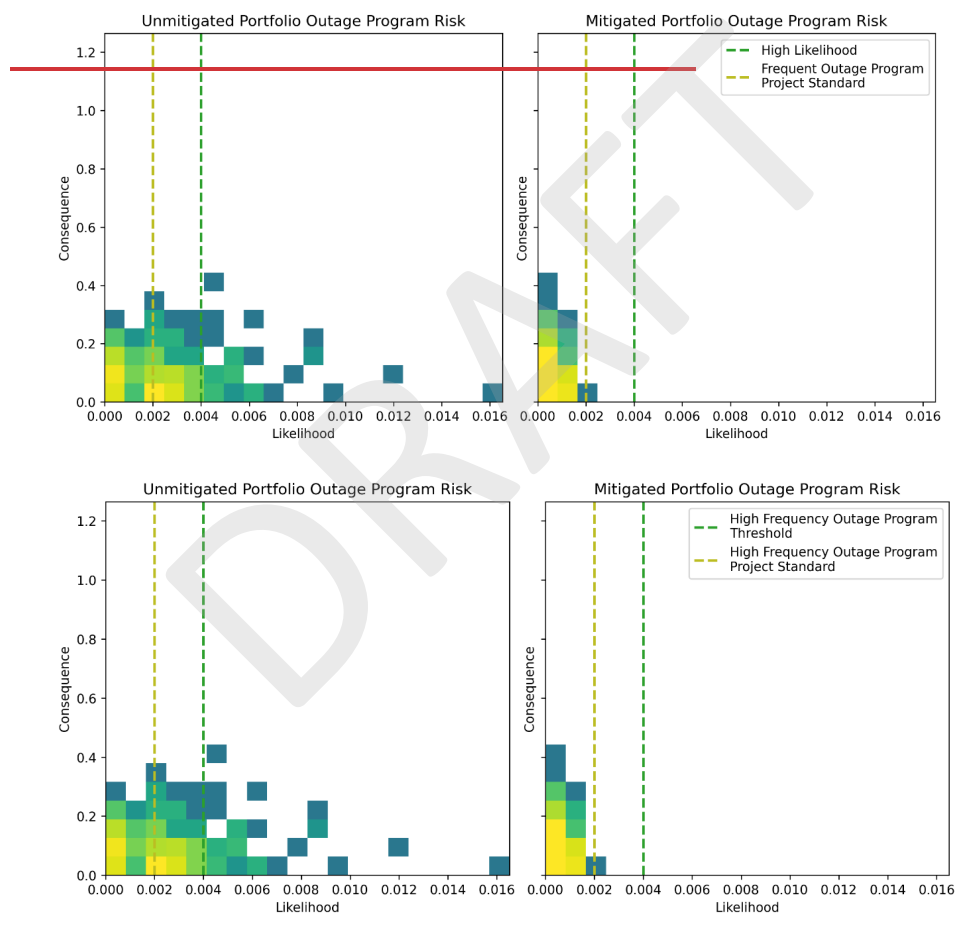 Unmitigated Portfolio Outage Program Risk
Mitigated Portfolio Outage Program Risk
High Likelihood
Frequent Outage Program
Project Standard
Consequence
1.2
1.0
0.8
0.6
0.4
0.2
0.0
0.000 0.002 0.004 0.006 0.008 0.010 0.012 0.014 0.016
Likelihood
Consequence
0.000 0.002 0.004 0.006 0.008 0.010 0.012 0.014 0.016
Likelihood
DRAFT
Unmitigated Portfolio Outage Program Risk
Mitigated Portfolio Outage Program Risk
High Frequency Outage Program
Threshold
High Frequency Outage Program
Project Standard
Consequence
1.2
1.0
0.8
0.6
0.4
0.2
0.0
0.000 0.002 0.004 0.006 0.008 0.010 0.012 0.014 0.016
Likelihood
Consequence
0.000 0.002 0.004 0.006 0.008 0.010 0.012 0.014 0.016
Likelihood